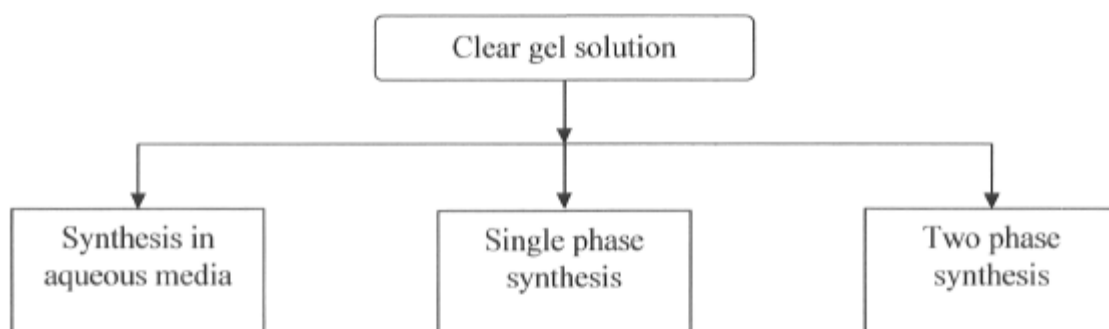 Clear gel solution
Synthesis in
aqueous media
Single phase
synthesis
Two phase
synthesis